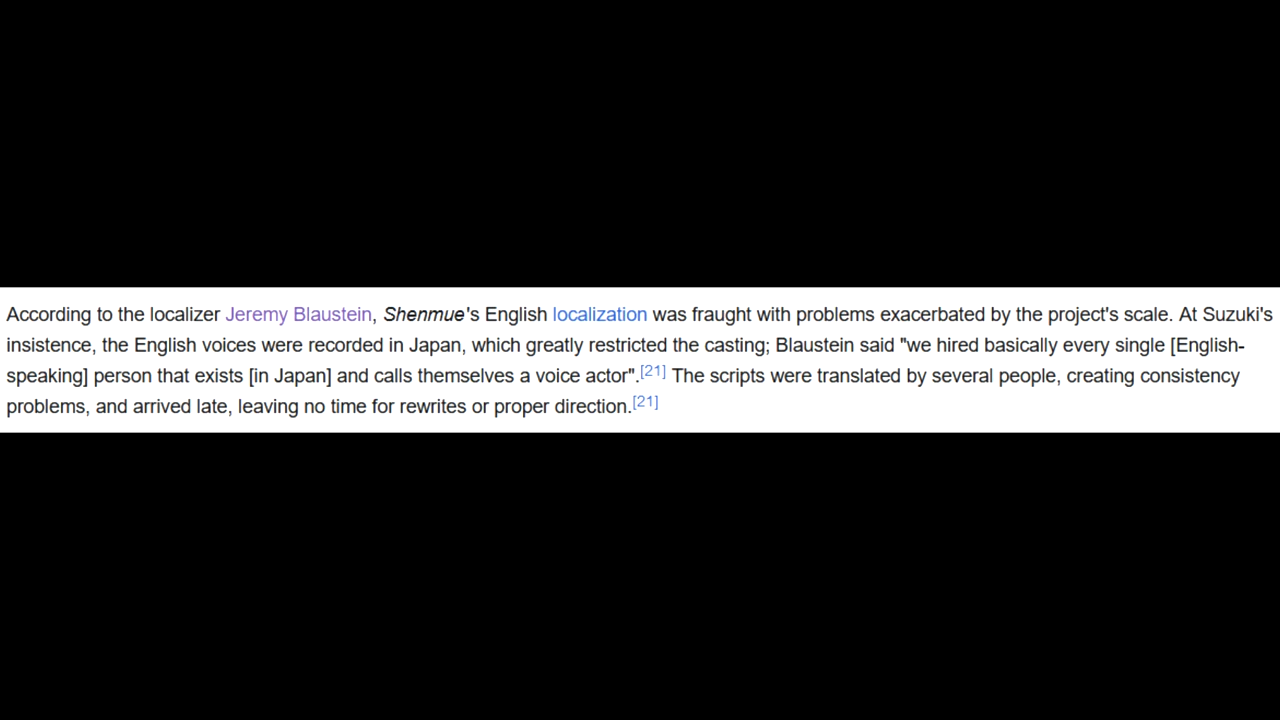 According to the localizer Jeremy Blaustein, Shenmue's English localization was fraught with problems exacerbated by the project's scale. At Suzuki's
insistence, the English voices were recorded in Japan, which greatly restricted the casting; Blaustein said "we hired basically every single [English-
speaking] person that exists [in Japan] and calls themselves a voice actor".[21] The scripts were translated by several people, creating consistency
problems, and arrived late, leaving no time for rewrites or proper direction.[21]